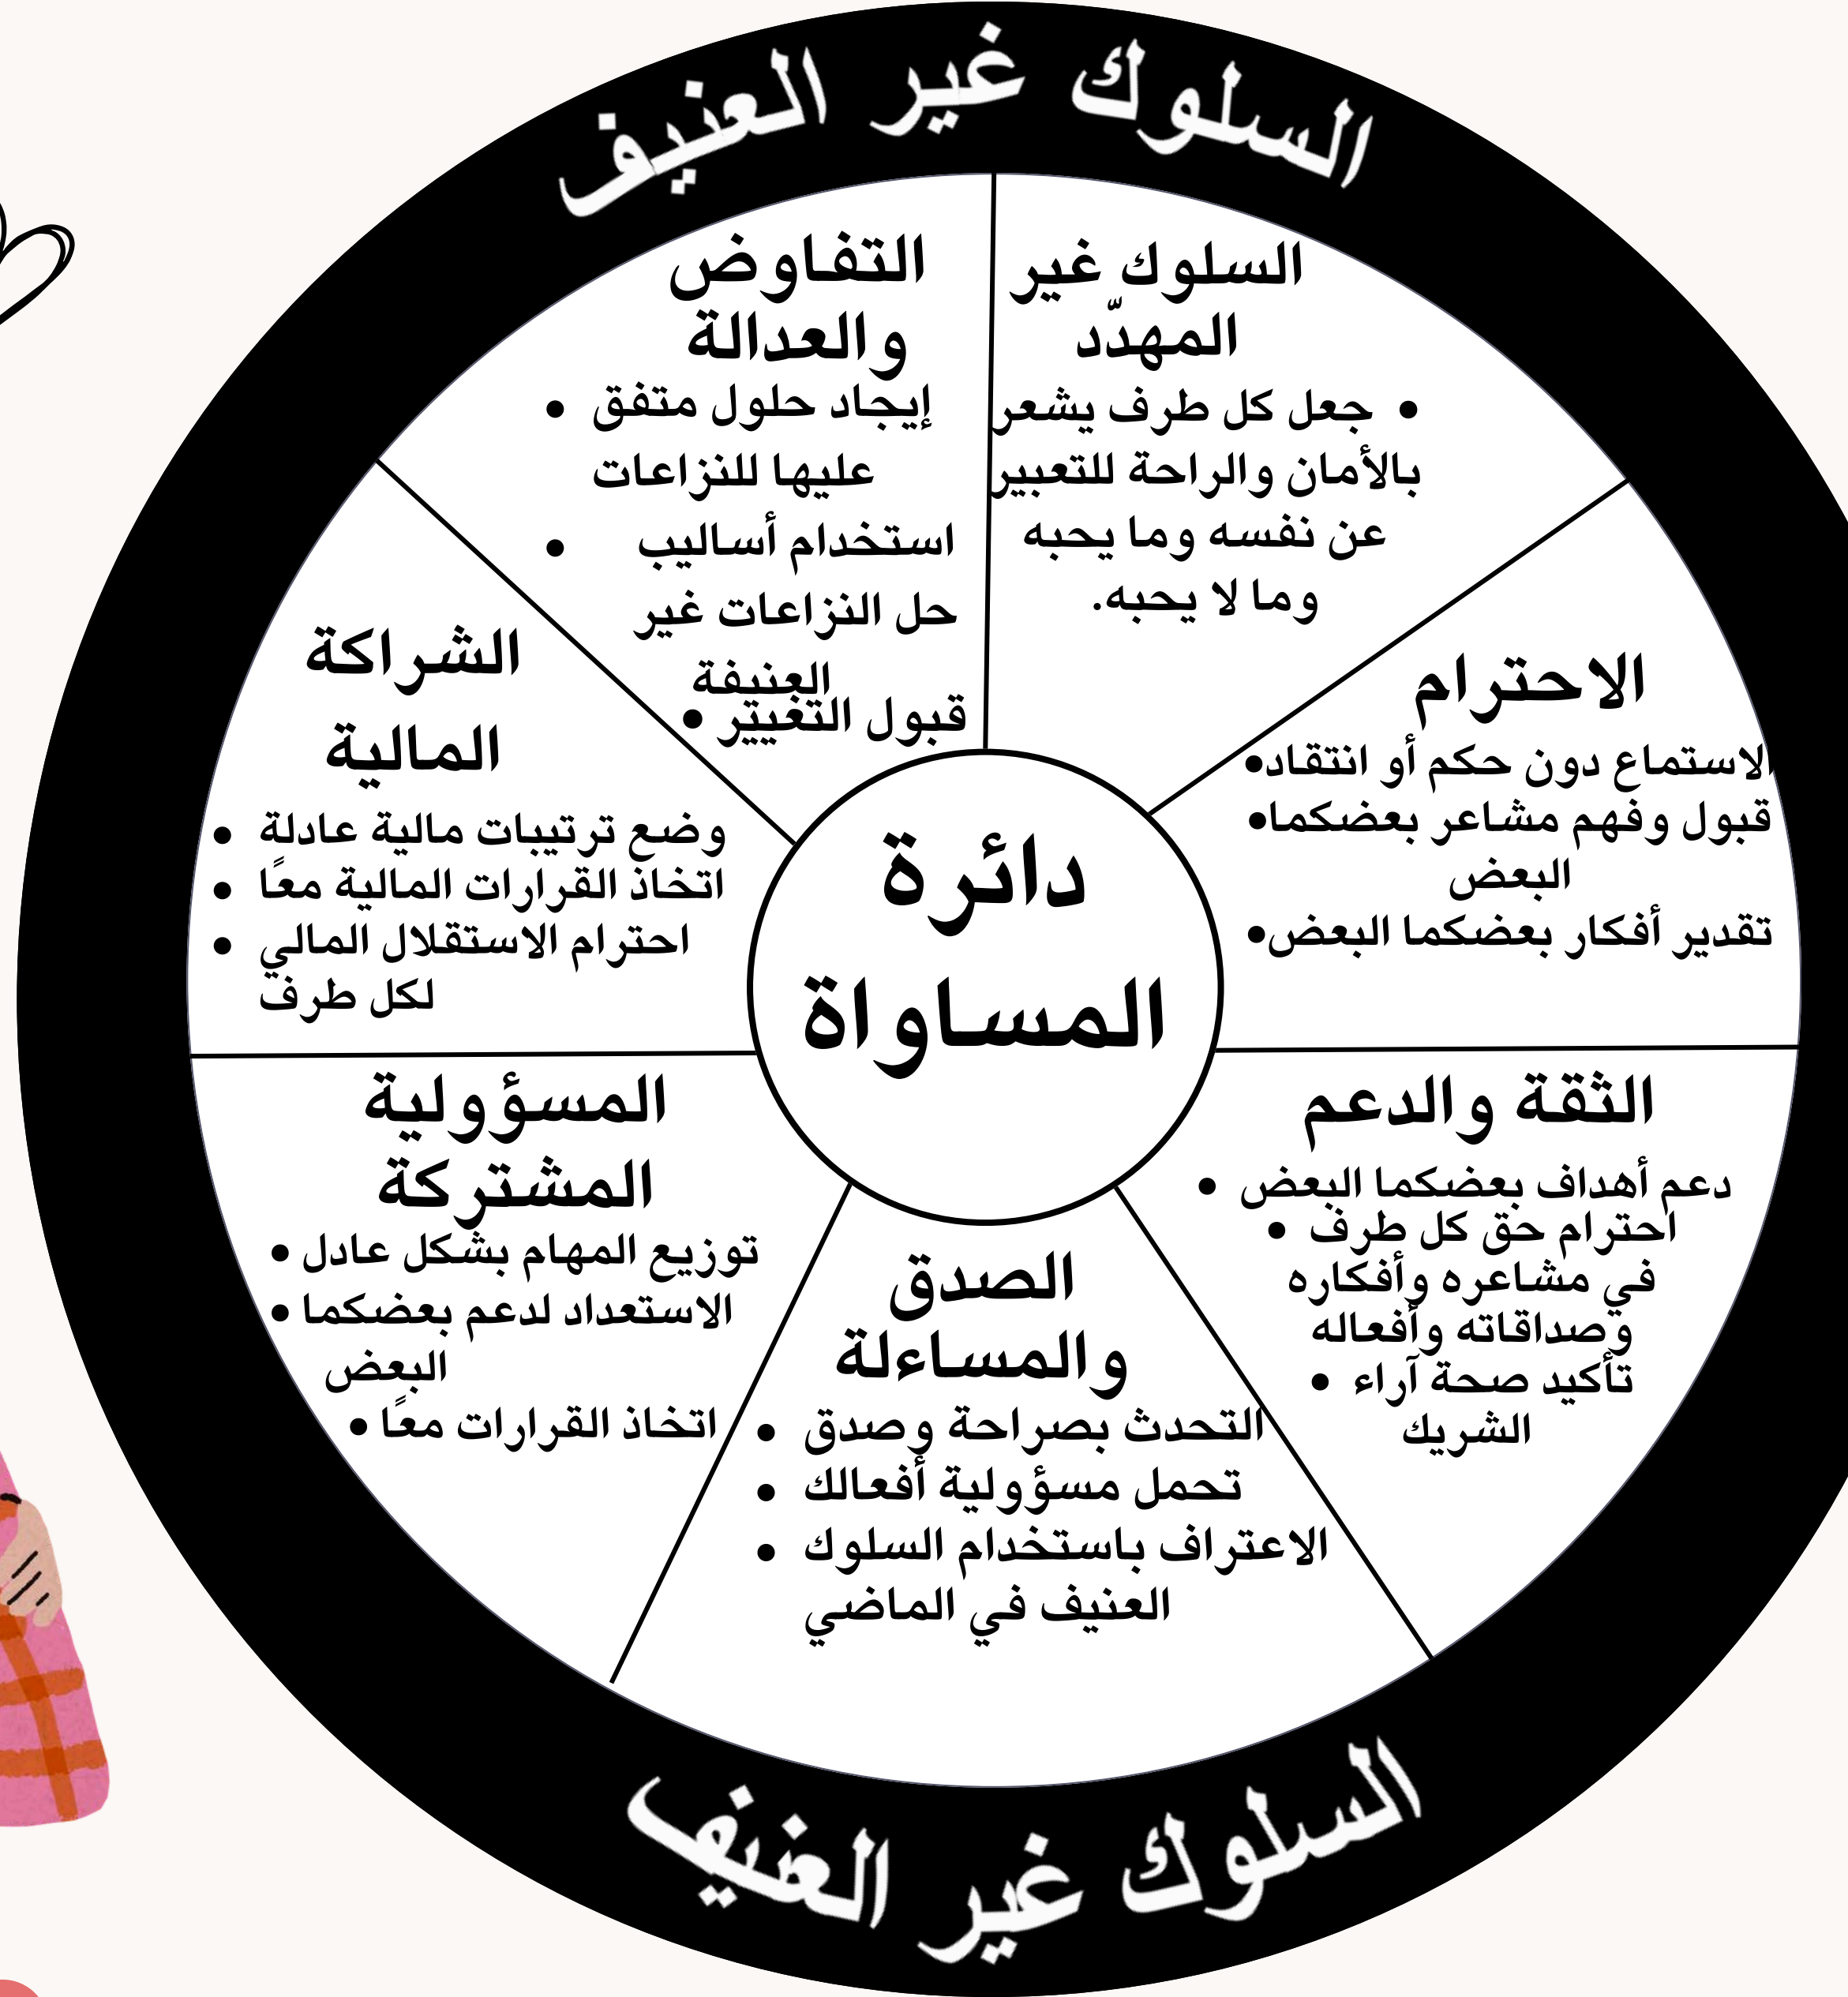 السلوك غير العنيف
السلوك غير
المهدّد
• جعل كل طرف يشعر
بالأمان والراحة للتعبير
عن نفسه وما يحبه
وما لا يحبه.
الاحترام
لاستماع دون حكم أو انتقاد•
قبول وفهم مشاعر بعضكما•
البعض
تقدير أفكار بعضكما البعض•
الثقة والدعم
دعم أهداف بعضكما البعض •
احترام حق كل طرف •
في مشاعره وأفكاره
وصداقاته وأفعاله
تأكيد صحة آراء •
الشريك
الصدق
والمساءلة
التحدث بصراحة وصدق •
تحمل مسؤولية أفعالك •
الاعتراف باستخدام السلوك •
العنيف في الماضي
المسؤولية
المشتركة
توزيع المهام بشكل عادل •
الاستعداد لدعم بعضكما •
البعض
اتخاذ القرارات معًا •
الشراكة
المالية
وضع ترتيبات مالية عادلة •
اتخاذ القرارات المالية معًا •
احترام الاستقلال المالي •
لكل طرف
التفاوض
والعدالة
إيجاد حلول متفق •
عليها للنزاعات
استخدام أساليب •
حل النزاعات غير
العنيفة
قبول التغيير •
دائرة
المساواة
السلوك غير العنيف